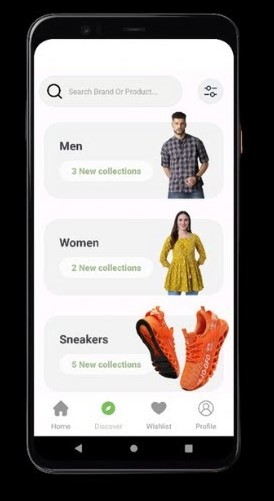 Search Brand Or Product...
Men
3 New collections
Women
2 New collections
Sneakers
5 New collections
Home
Discover
Wishlist
Profile